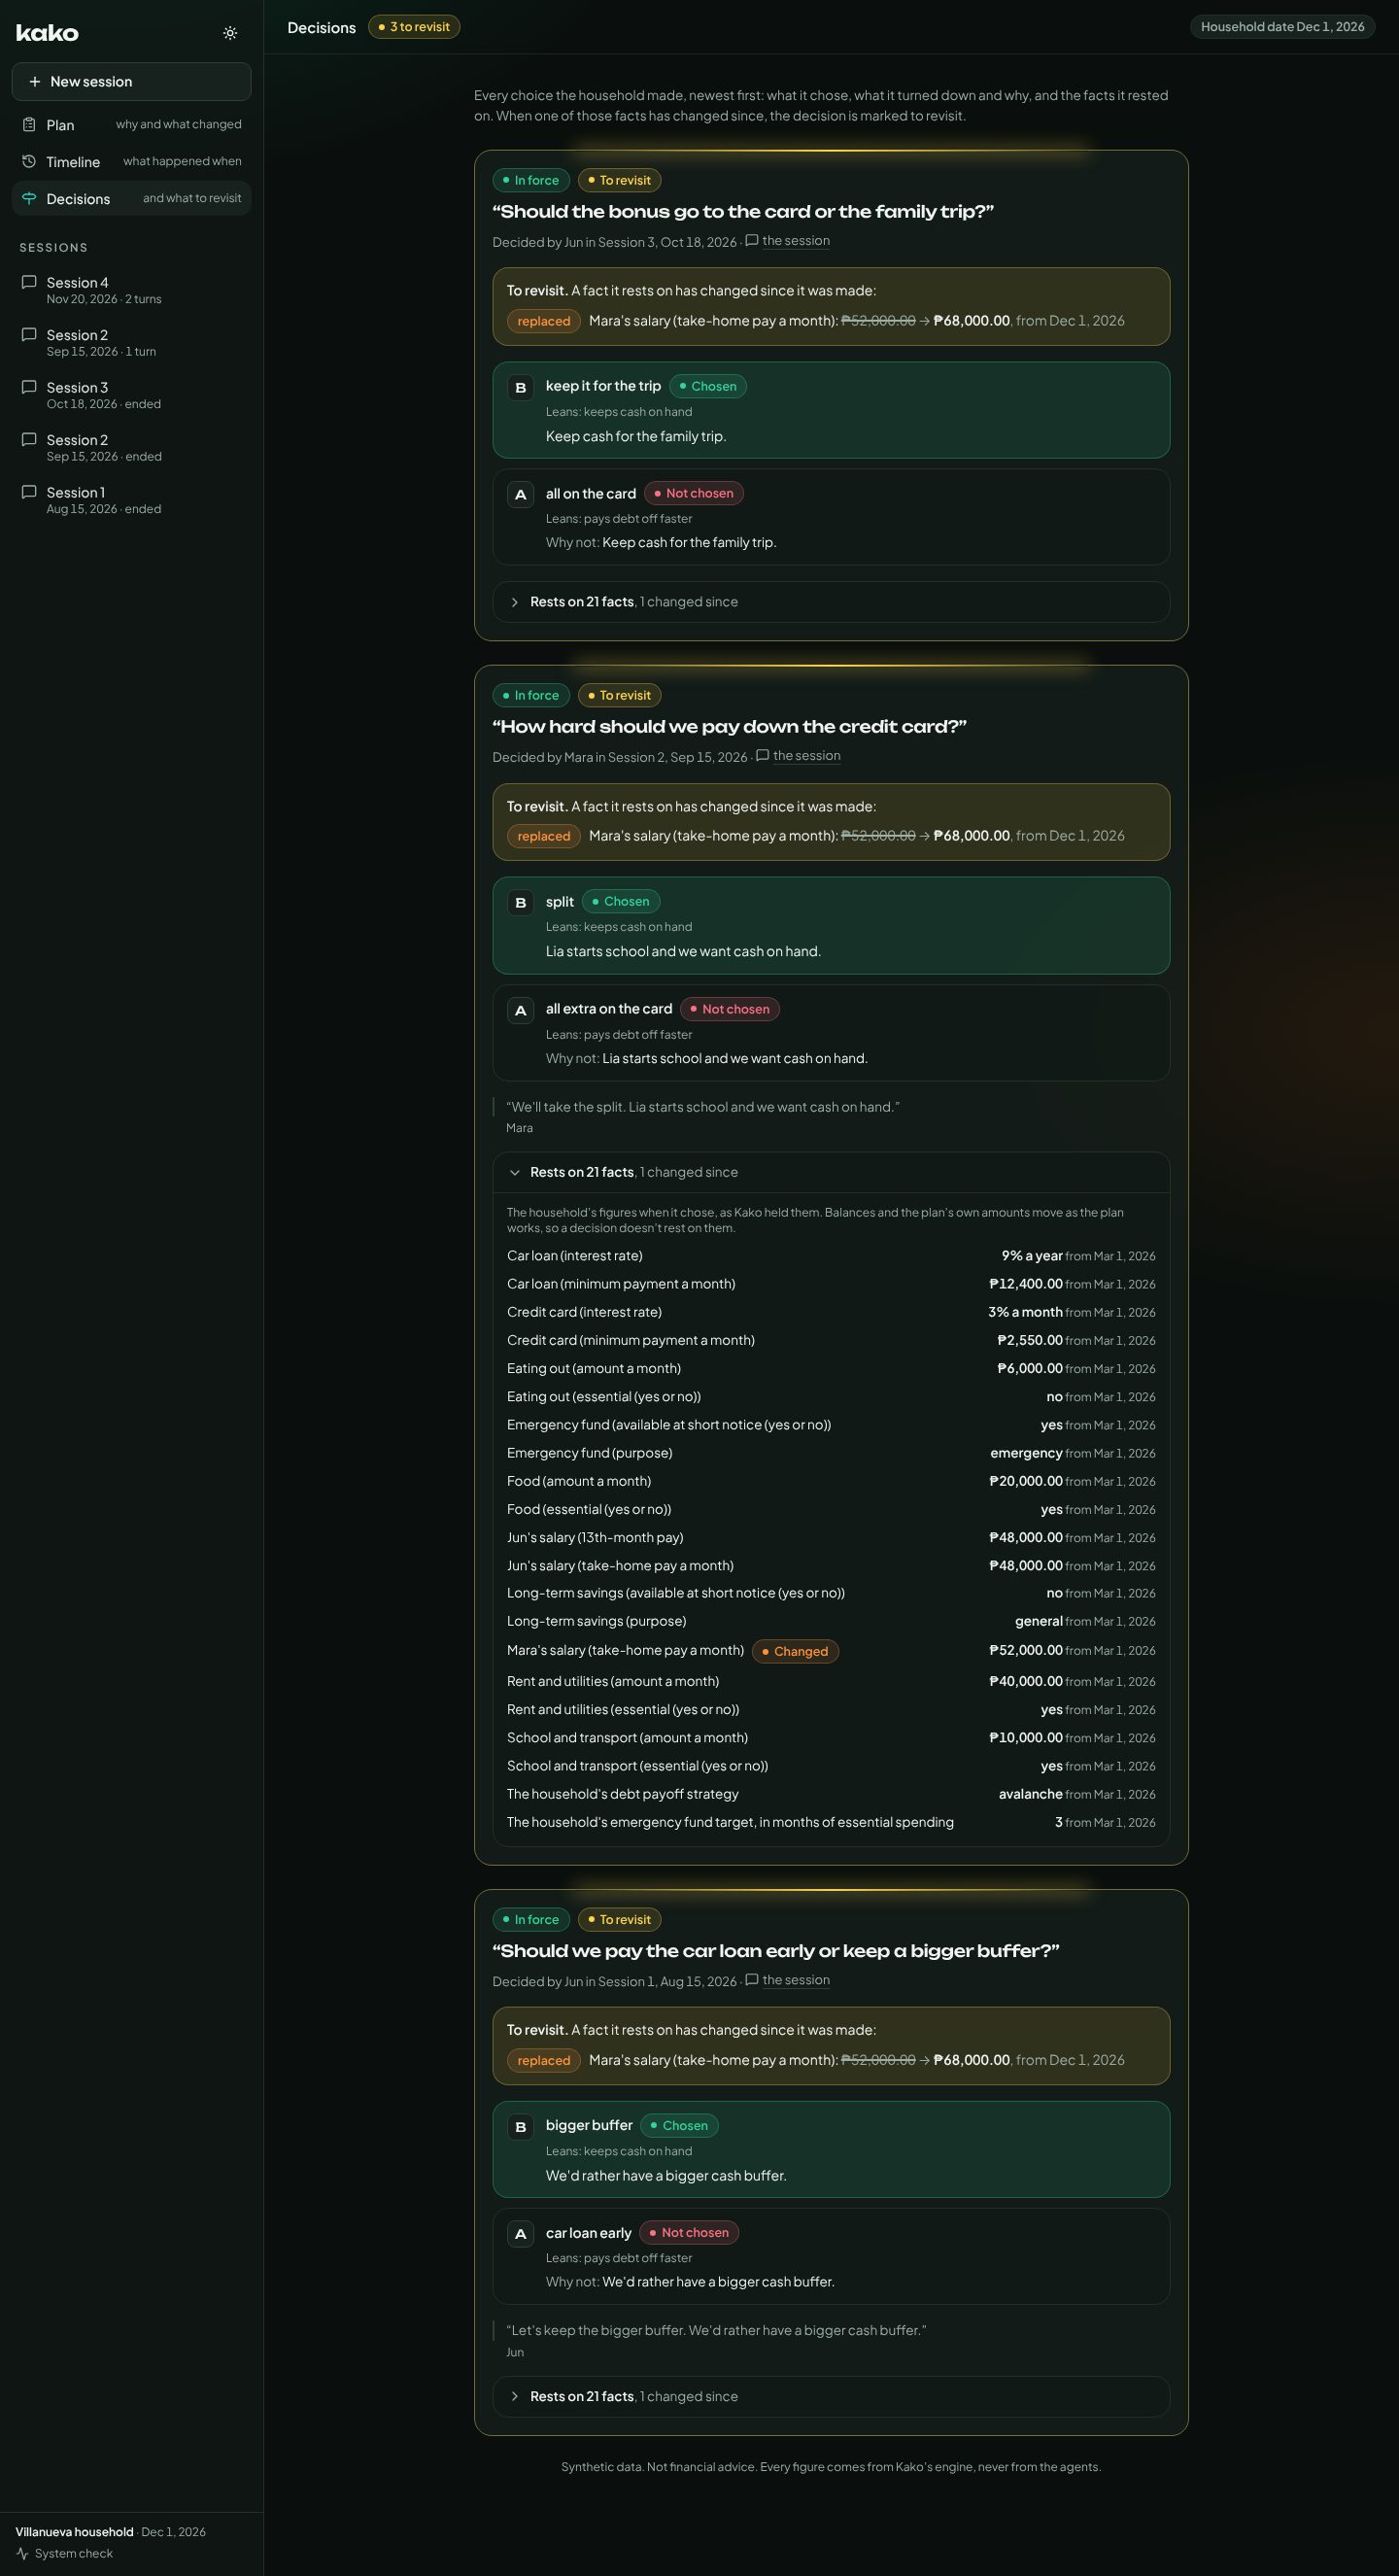 kako
New session
Plan why and what changed
Timeline what happened when
Decisions and what to revisit
SESSIONS
Session 4
Nov 20, 2026 · 2 turns
Session 2
Sep 15, 2026 · 1 turn
Session 3
Oct 18, 2026 · ended
Session 2
Sep 15, 2026 · ended
Session 1
Aug 15, 2026 · ended
Villanueva household · Dec 1, 2026
System check
Decisions 3 to revisit Household date Dec 1, 2026
Every choice the household made, newest first: what it chose, what it turned down and why, and the facts it rested
on. When one of those facts has changed since, the decision is marked to revisit.
In force To revisit
“Should the bonus go to the card or the family trip?”
Decided by Jun in Session 3, Oct 18, 2026 · the session
To revisit. A fact it rests on has changed since it was made:
replaced Mara's salary (take-home pay a month): ₱52,000.00 → ₱68,000.00, from Dec 1, 2026
B keep it for the trip Chosen
Leans: keeps cash on hand
Keep cash for the family trip.
A all on the card Not chosen
Leans: pays debt off faster
Why not: Keep cash for the family trip.
Rests on 21 facts, 1 changed since
In force To revisit
“How hard should we pay down the credit card?”
Decided by Mara in Session 2, Sep 15, 2026 · the session
To revisit. A fact it rests on has changed since it was made:
replaced Mara's salary (take-home pay a month): ₱52,000.00 → ₱68,000.00, from Dec 1, 2026
B split Chosen
Leans: keeps cash on hand
Lia starts school and we want cash on hand.
A all extra on the card Not chosen
Leans: pays debt off faster
Why not: Lia starts school and we want cash on hand.
“We'll take the split. Lia starts school and we want cash on hand.”
Mara
Rests on 21 facts, 1 changed since
The household's figures when it chose, as Kako held them. Balances and the plan's own amounts move as the plan
works, so a decision doesn't rest on them.
Car loan (interest rate) 9% a year from Mar 1, 2026
Car loan (minimum payment a month) ₱12,400.00 from Mar 1, 2026
Credit card (interest rate) 3% a month from Mar 1, 2026
Credit card (minimum payment a month) ₱2,550.00 from Mar 1, 2026
Eating out (amount a month) ₱6,000.00 from Mar 1, 2026
Eating out (essential (yes or no)) no from Mar 1, 2026
Emergency fund (available at short notice (yes or no)) yes from Mar 1, 2026
Emergency fund (purpose) emergency from Mar 1, 2026
Food (amount a month) ₱20,000.00 from Mar 1, 2026
Food (essential (yes or no)) yes from Mar 1, 2026
Jun's salary (13th-month pay) ₱48,000.00 from Mar 1, 2026
Jun's salary (take-home pay a month) ₱48,000.00 from Mar 1, 2026
Long-term savings (available at short notice (yes or no)) no from Mar 1, 2026
Long-term savings (purpose) general from Mar 1, 2026
Mara's salary (take-home pay a month) Changed ₱52,000.00 from Mar 1, 2026
Rent and utilities (amount a month) ₱40,000.00 from Mar 1, 2026
Rent and utilities (essential (yes or no)) yes from Mar 1, 2026
School and transport (amount a month) ₱10,000.00 from Mar 1, 2026
School and transport (essential (yes or no)) yes from Mar 1, 2026
The household's debt payoff strategy avalanche from Mar 1, 2026
The household's emergency fund target, in months of essential spending 3 from Mar 1, 2026
In force To revisit
“Should we pay the car loan early or keep a bigger buffer?”
Decided by Jun in Session 1, Aug 15, 2026 · the session
To revisit. A fact it rests on has changed since it was made:
replaced Mara's salary (take-home pay a month): ₱52,000.00 → ₱68,000.00, from Dec 1, 2026
B bigger buffer Chosen
Leans: keeps cash on hand
We'd rather have a bigger cash buffer.
A car loan early Not chosen
Leans: pays debt off faster
Why not: We'd rather have a bigger cash buffer.
“Let's keep the bigger buffer. We'd rather have a bigger cash buffer.”
Jun
Rests on 21 facts, 1 changed since
Synthetic data. Not financial advice. Every figure comes from Kako's engine, never from the agents.